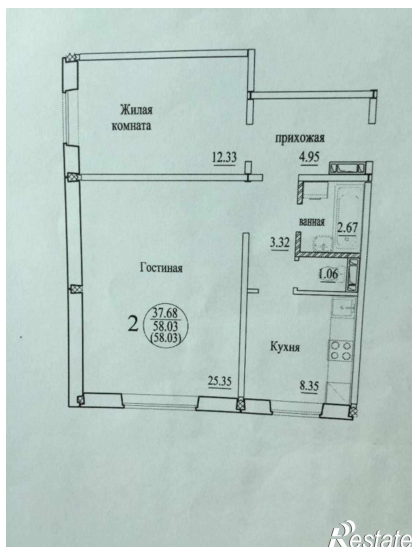 Жилая
комната
12.33
прихожая
4.95
ванная
2.67
3.32
1.06
Гостиная
2
37.68
58.03
(58.03)
25.35
Кухня
8.35
Restate